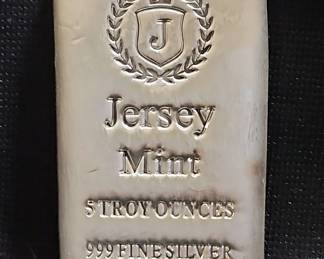 J
Jersey
Mint
5 TROY OUNCES
999 FINE SILVER